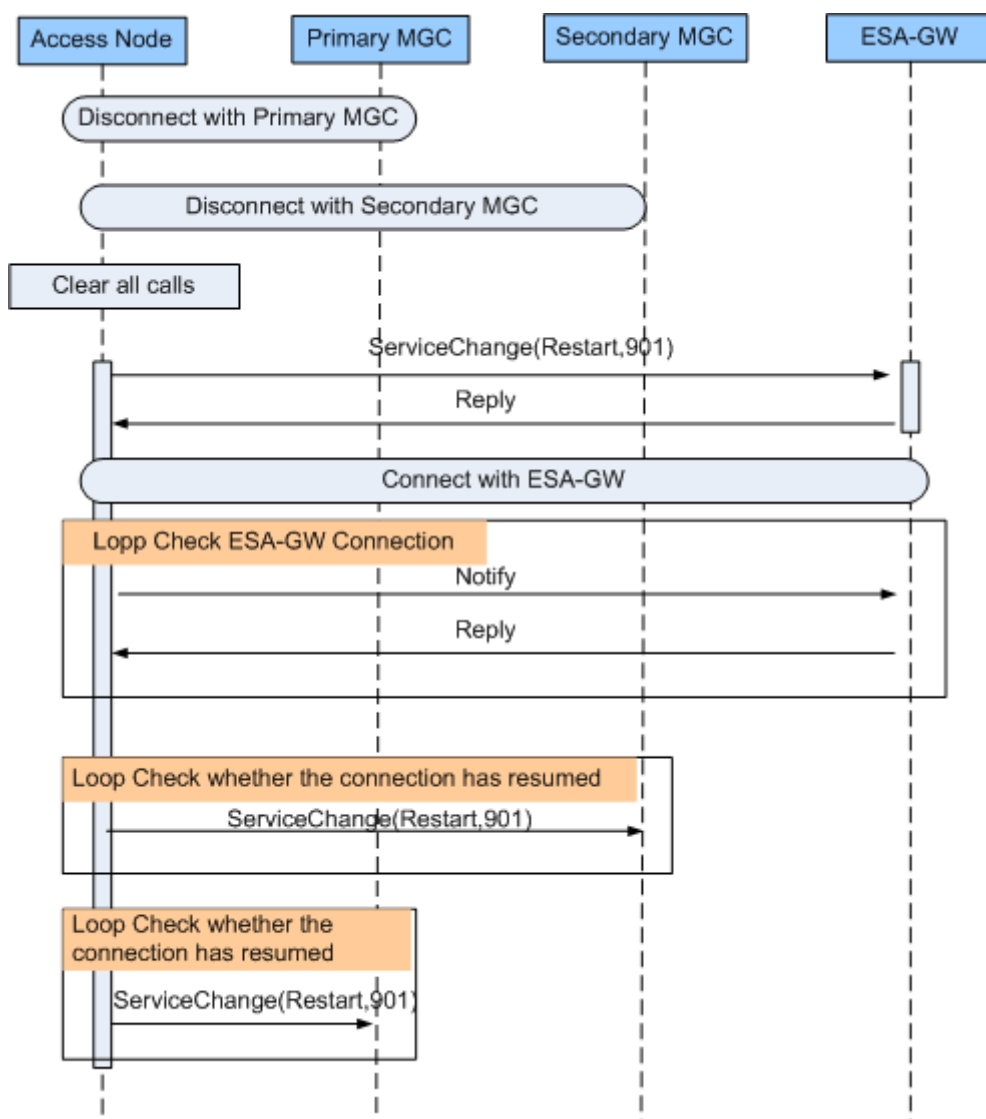 Access Node
Primary MGC
Secondary MGC
ESA-GW
Disconnect with Primary MGC
Disconnect with Secondary MGC
Clear all calls
ServiceChange(Restart,901)
Reply
Connect with ESA-GW
Lopp Check ESA-GW Connection
Notify
Reply
Loop Check whether the connection has resumed
ServiceChange(Restart,901)
Loop Check whether the
connection has resumed
ServiceChange(Restart,901)